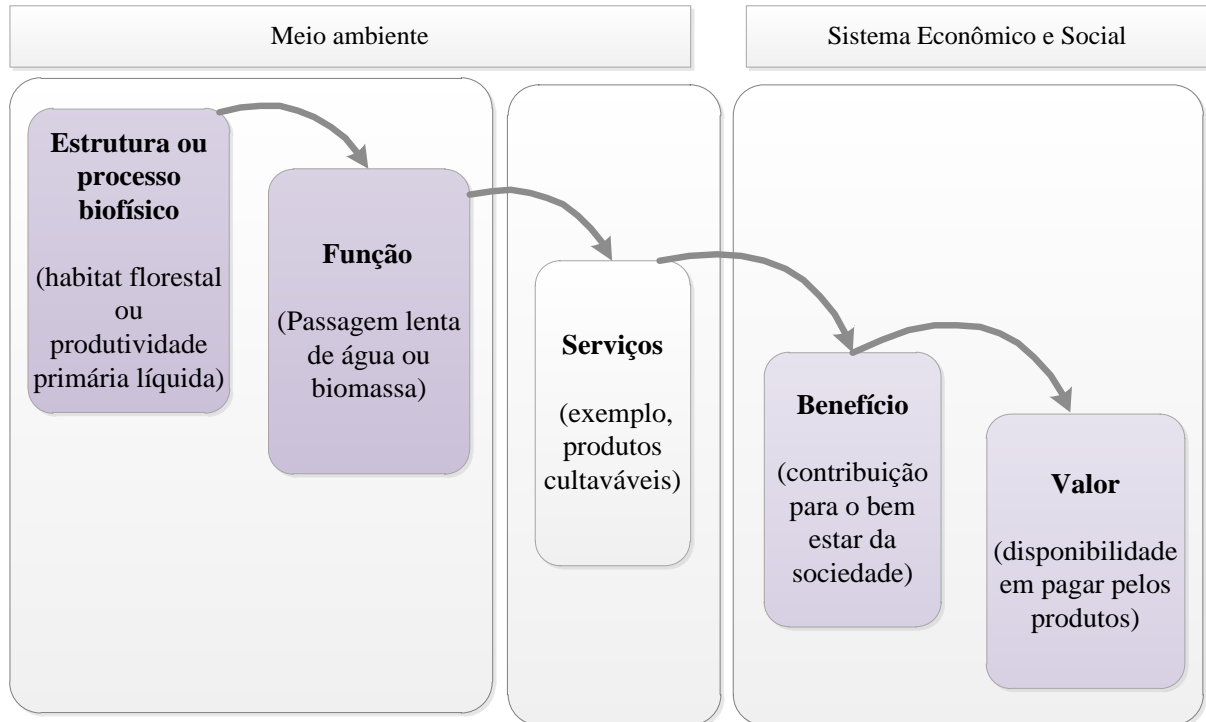 Meio ambiente
Sistema Econômico e Social
Estrutura ou
processo
biofísico
(habitat florestal
ou
produtividade
primária líquida)
Função
(Passagem lenta
de água ou
biomassa)
Serviços
(exemplo,
produtos
cultaváveis)
Benefício
(contribuição
para o bem
estar da
sociedade)
Valor
(disponibilidade
em pagar pelos
produtos)